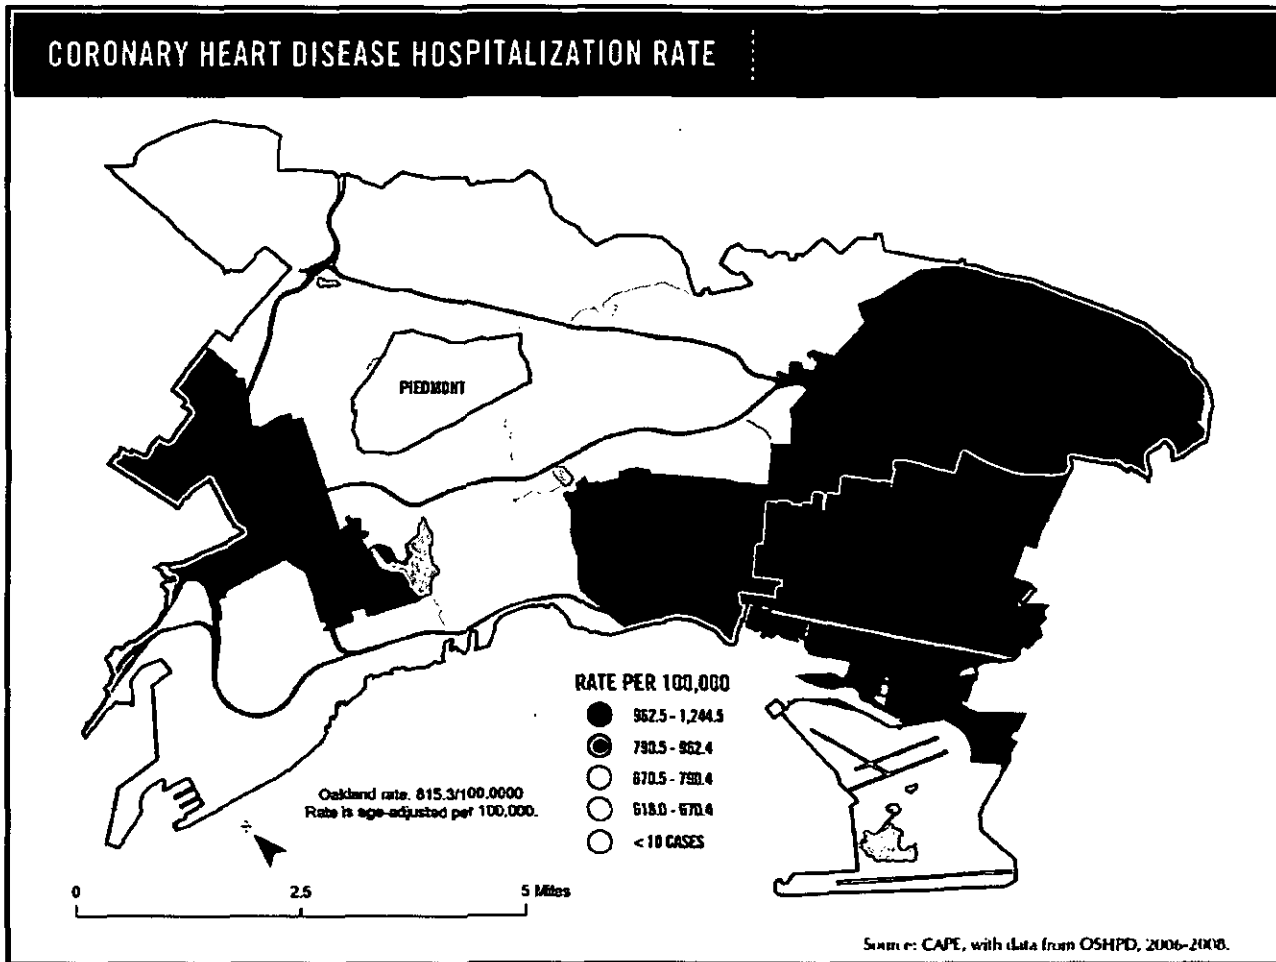 CORONARY HEART DISEASE HOSPITALIZATION RATE
PIEDMONT
RATE PER 100,000
962.5 - 1,244.5
790.5 - 962.4
670.5 - 790.4
618.0 - 670.4
< 10 CASES
Oakland rate. 815.3/100,0000
Rate is age-adjusted per 100,000.
0 2.5 5 Miles
Source: CAPE, with data from OSHPD, 2006-2008.